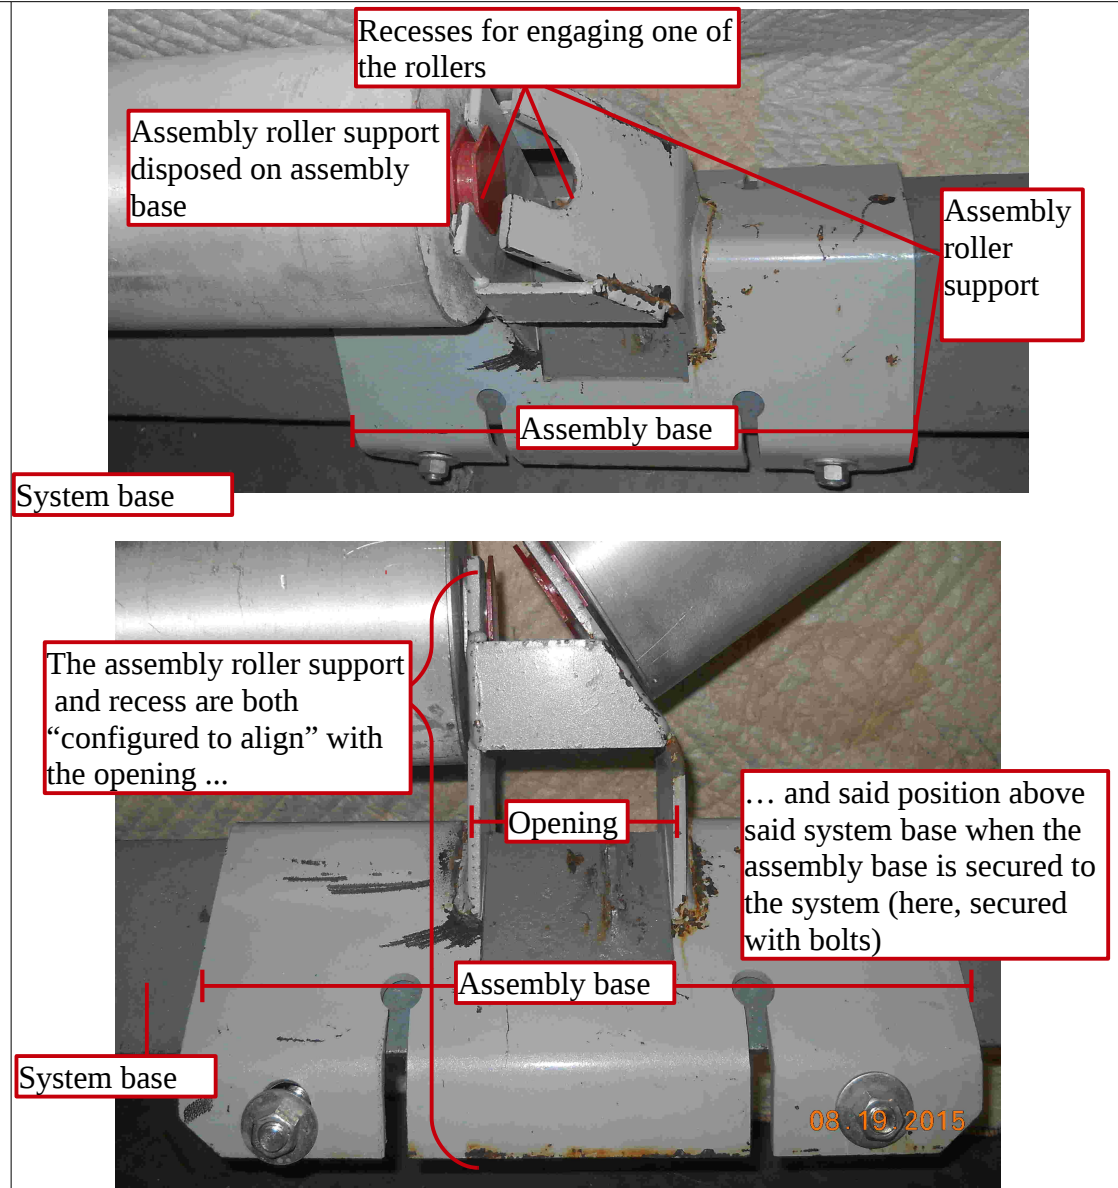 Recesses for engaging one of
the rollers
Assembly roller support
disposed on assembly
base
Assembly
roller
support
Assembly base
System base
The assembly roller support
and recess are both
“configured to align” with
the opening ...
Opening
… and said position above
said system base when the
assembly base is secured to
the system (here, secured
with bolts)
Assembly base
System base
08.19.2015